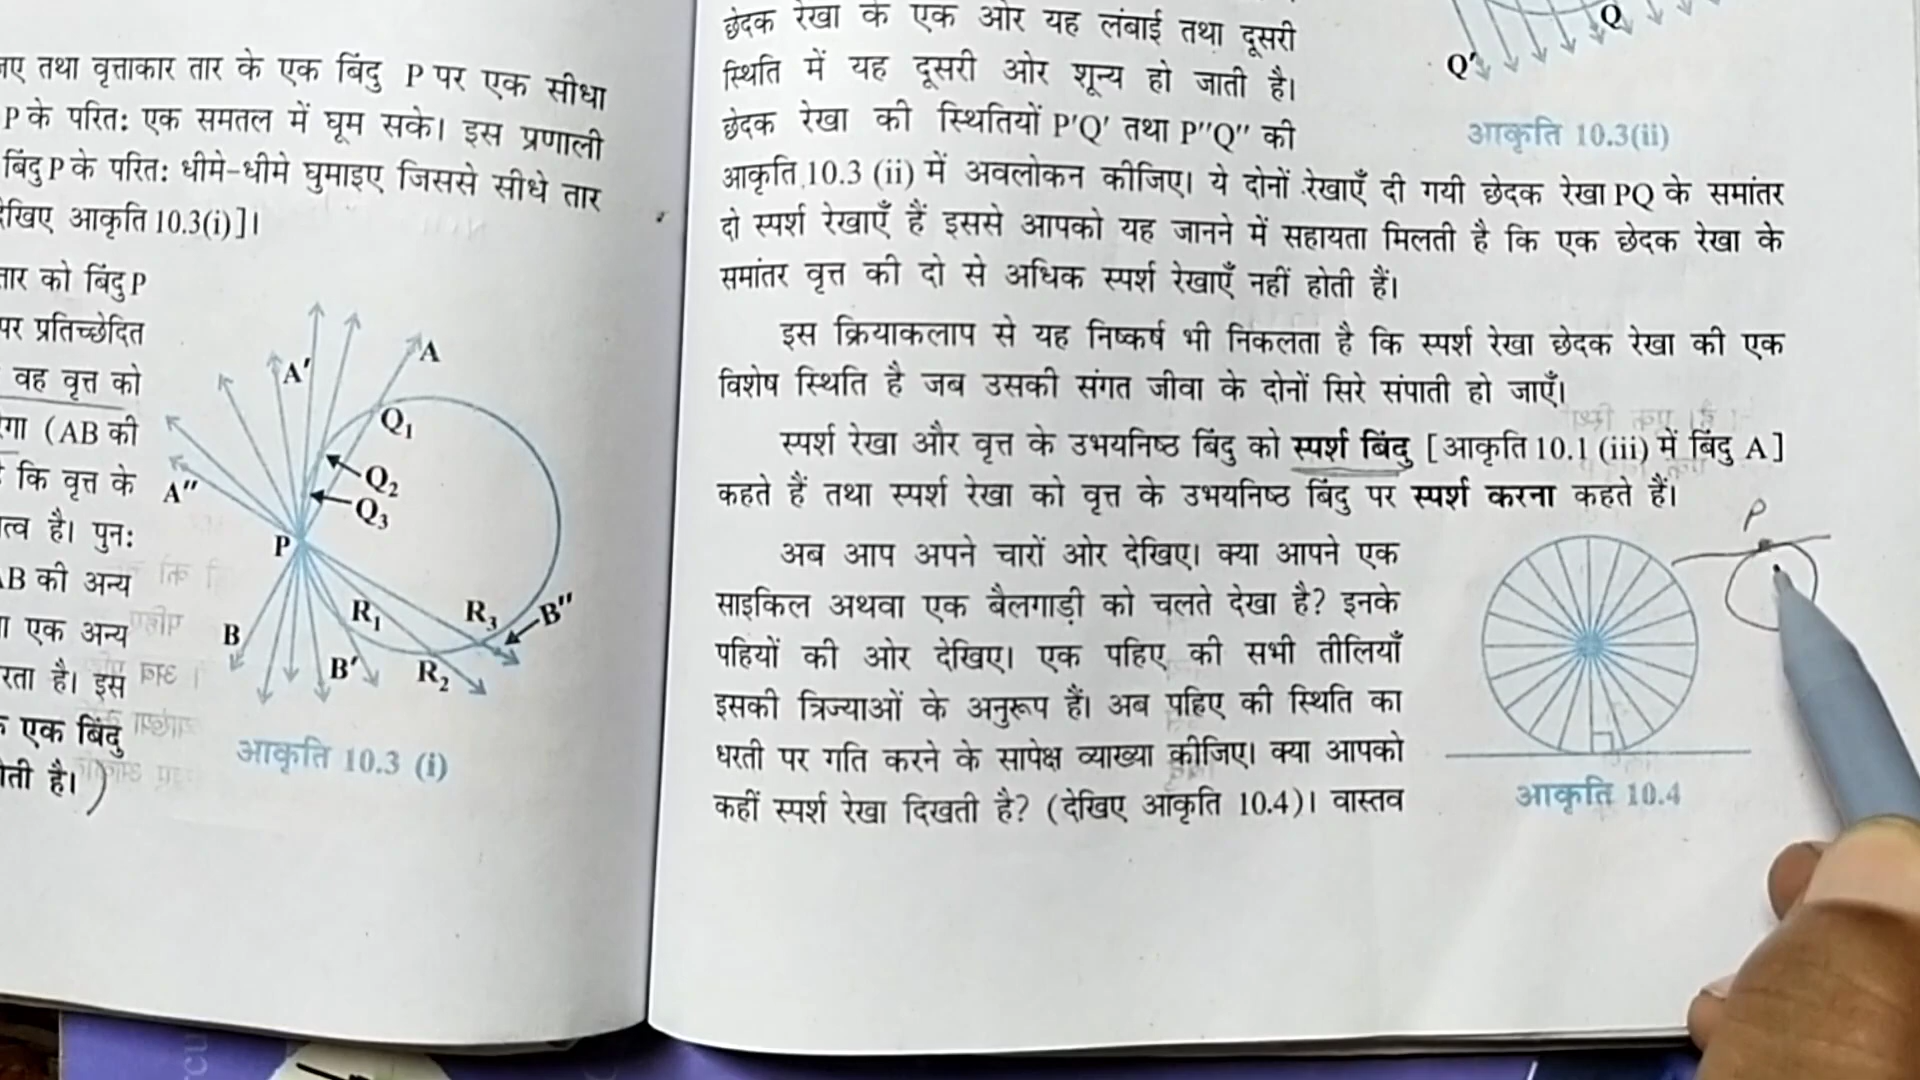 तथा वृत्ताकार तार के एक बिंदु P पर एक सीधा
P के परित: एक समतल में घूम सके। इस प्रणाली
बिंदु P के परित: धीमे-धीमे घुमाइए जिससे सीधे तार
देखिए आकृति 10.3(i)]।
तार को बिंदु P
पर प्रतिच्छेदित
वह वृत्त को
(AB की
कि वृत्त के
है। पुन:
AB की अन्य
एक अन्य
है। इस
एक बिंदु
है।)
A'
A
Q₁
Q₂
Q₃
A"
P
R₁
R₃
B"
B
B'
R₂
आकृति 10.3 (i)
छेदक रेखा के एक ओर यह लंबाई तथा दूसरी
स्थिति में यह दूसरी ओर शून्य हो जाती है।
छेदक रेखा की स्थितियों P'Q' तथा P"Q" की
आकृति 10.3 (ii) में अवलोकन कीजिए। ये दोनों रेखाएँ दी गयी छेदक रेखा PQ के समांतर
दो स्पर्श रेखाएँ हैं इससे आपको यह जानने में सहायता मिलती है कि एक छेदक रेखा के
समांतर वृत्त की दो से अधिक स्पर्श रेखाएँ नहीं होती हैं।
Q
Q'
आकृति 10.3(ii)
इस क्रियाकलाप से यह निष्कर्ष भी निकलता है कि स्पर्श रेखा छेदक रेखा की एक
विशेष स्थिति है जब उसकी संगत जीवा के दोनों सिरे संपाती हो जाएँ।
स्पर्श रेखा और वृत्त के उभयनिष्ठ बिंदु को स्पर्श बिंदु [आकृति 10.1 (iii) में बिंदु A]
कहते हैं तथा स्पर्श रेखा को वृत्त के उभयनिष्ठ बिंदु पर स्पर्श करना कहते हैं।
अब आप अपने चारों ओर देखिए। क्या आपने एक
साइकिल अथवा एक बैलगाड़ी को चलते देखा है? इनके
पहियों की ओर देखिए। एक पहिए की सभी तीलियाँ
इसकी त्रिज्याओं के अनुरूप हैं। अब पहिए की स्थिति का
धरती पर गति करने के सापेक्ष व्याख्या कीजिए। क्या आपको
कहीं स्पर्श रेखा दिखती है? (देखिए आकृति 10.4)। वास्तव
P
आकृति 10.4